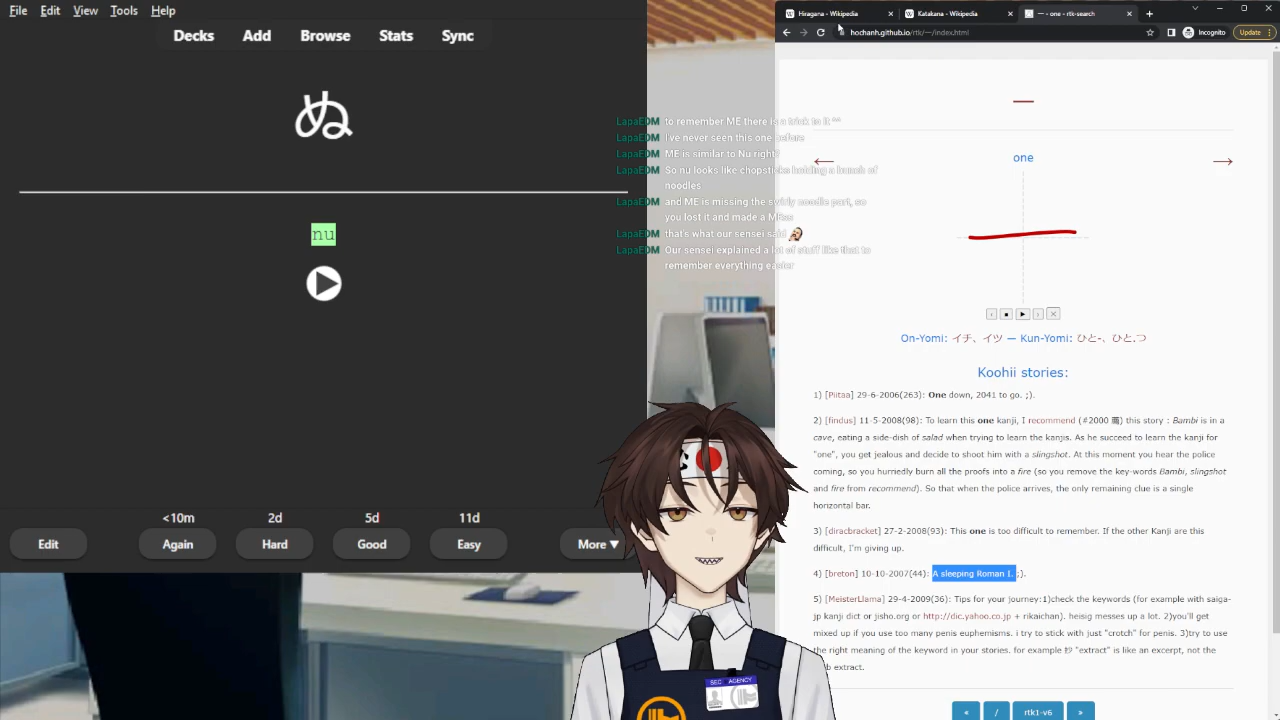 File Edit View Tools Help
Decks Add Browse Stats Sync
ぬ
nu
<10m 2d 5d 11d
Edit Again Hard Good Easy More ▼
LapaEDM to remember ME there is a trick in it ^^
LapaEDM I've never seen this one before
LapaEDM ME is similar to Nu right?
LapaEDM So nu looks like chopsticks holding a bunch of
noodles
LapaEDM and ME is missing the swirly noodle part, so
you lost it and made a MEss
LapaEDM that's what our sensei said
LapaEDM Our sensei explained a lot of stuff like that to
remember everything easier
SEC AGENCY
Hiragana - Wikipedia Katakana - Wikipedia 一 - one - rtk-search
hochanh.github.io/rtk/一/index.html Incognito Update
一
← one →
On-Yomi: イチ、イツ — Kun-Yomi: ひと-、ひと.つ
Koohii stories:
1) [Piitaa] 29-6-2006(263): One down, 2041 to go. ;).
2) [findus] 11-5-2008(98): To learn this one kanji, I recommend (#2000 薦) this story : Bambi is in a
cave, eating a side-dish of salad when trying to learn the kanjis. As he succeed to learn the kanji for
"one", you get jealous and decide to shoot him with a slingshot. At this moment you hear the police
coming, so you hurriedly burn all the proofs into a fire (so you remove the key-words Bambi, slingshot
and fire from recommend). So that when the police arrives, the only remaining clue is a single
horizontal bar.
3) [diracbracket] 27-2-2008(93): This one is too difficult to remember. If the other Kanji are this
difficult, I'm giving up.
4) [breton] 10-10-2007(44): A sleeping Roman I. ;).
5) [MeisterLlama] 29-4-2009(36): Tips for your journey:1)check the keywords (for example with saiga-
jp kanji dict or jisho.org or http://dic.yahoo.co.jp + rikaichan). heisig messes up a lot. 2)you'll get
mixed up if you use too many penis euphemisms. i try to stick with just "crotch" for penis. 3)try to use
the right meaning of the keyword in your stories. for example 抄 "extract" is like an excerpt, not the
extract.
« / rtk1-v6 »